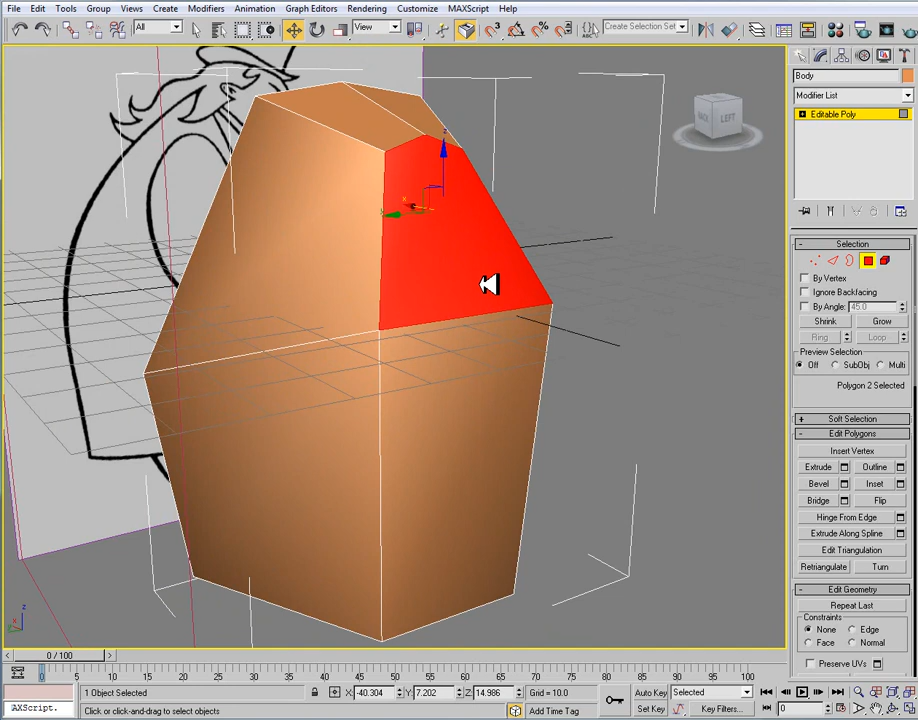 File Edit Tools Group Views Create Modifiers Animation Graph Editors Rendering Customize MAXScript Help
All View Create Selection Set
Body
Modifier List
Editable Poly
BACK LEFT
Selection
By Vertex
Ignore Backfacing
By Angle: 45.0
Shrink Grow
Ring Loop
Preview Selection
Off SubObj Multi
Polygon 2 Selected
Soft Selection
Edit Polygons
Insert Vertex
Extrude Outline
Bevel Inset
Bridge Flip
Hinge From Edge
Extrude Along Spline
Edit Triangulation
Retriangulate Turn
Edit Geometry
Repeat Last
Constraints
None Edge
Face Normal
Preserve UVs
z
x
z
y
0 / 100
0 5 10 15 20 25 30 35 40 45 50 55 60 65 70 75 80 85 90 95 100
1 Object Selected X: -40.304 Y: 7.202 Z: 14.986 Grid = 10.0 Auto Key Selected
AXScript. Click or click-and-drag to select objects Add Time Tag Set Key Key Filters... 0